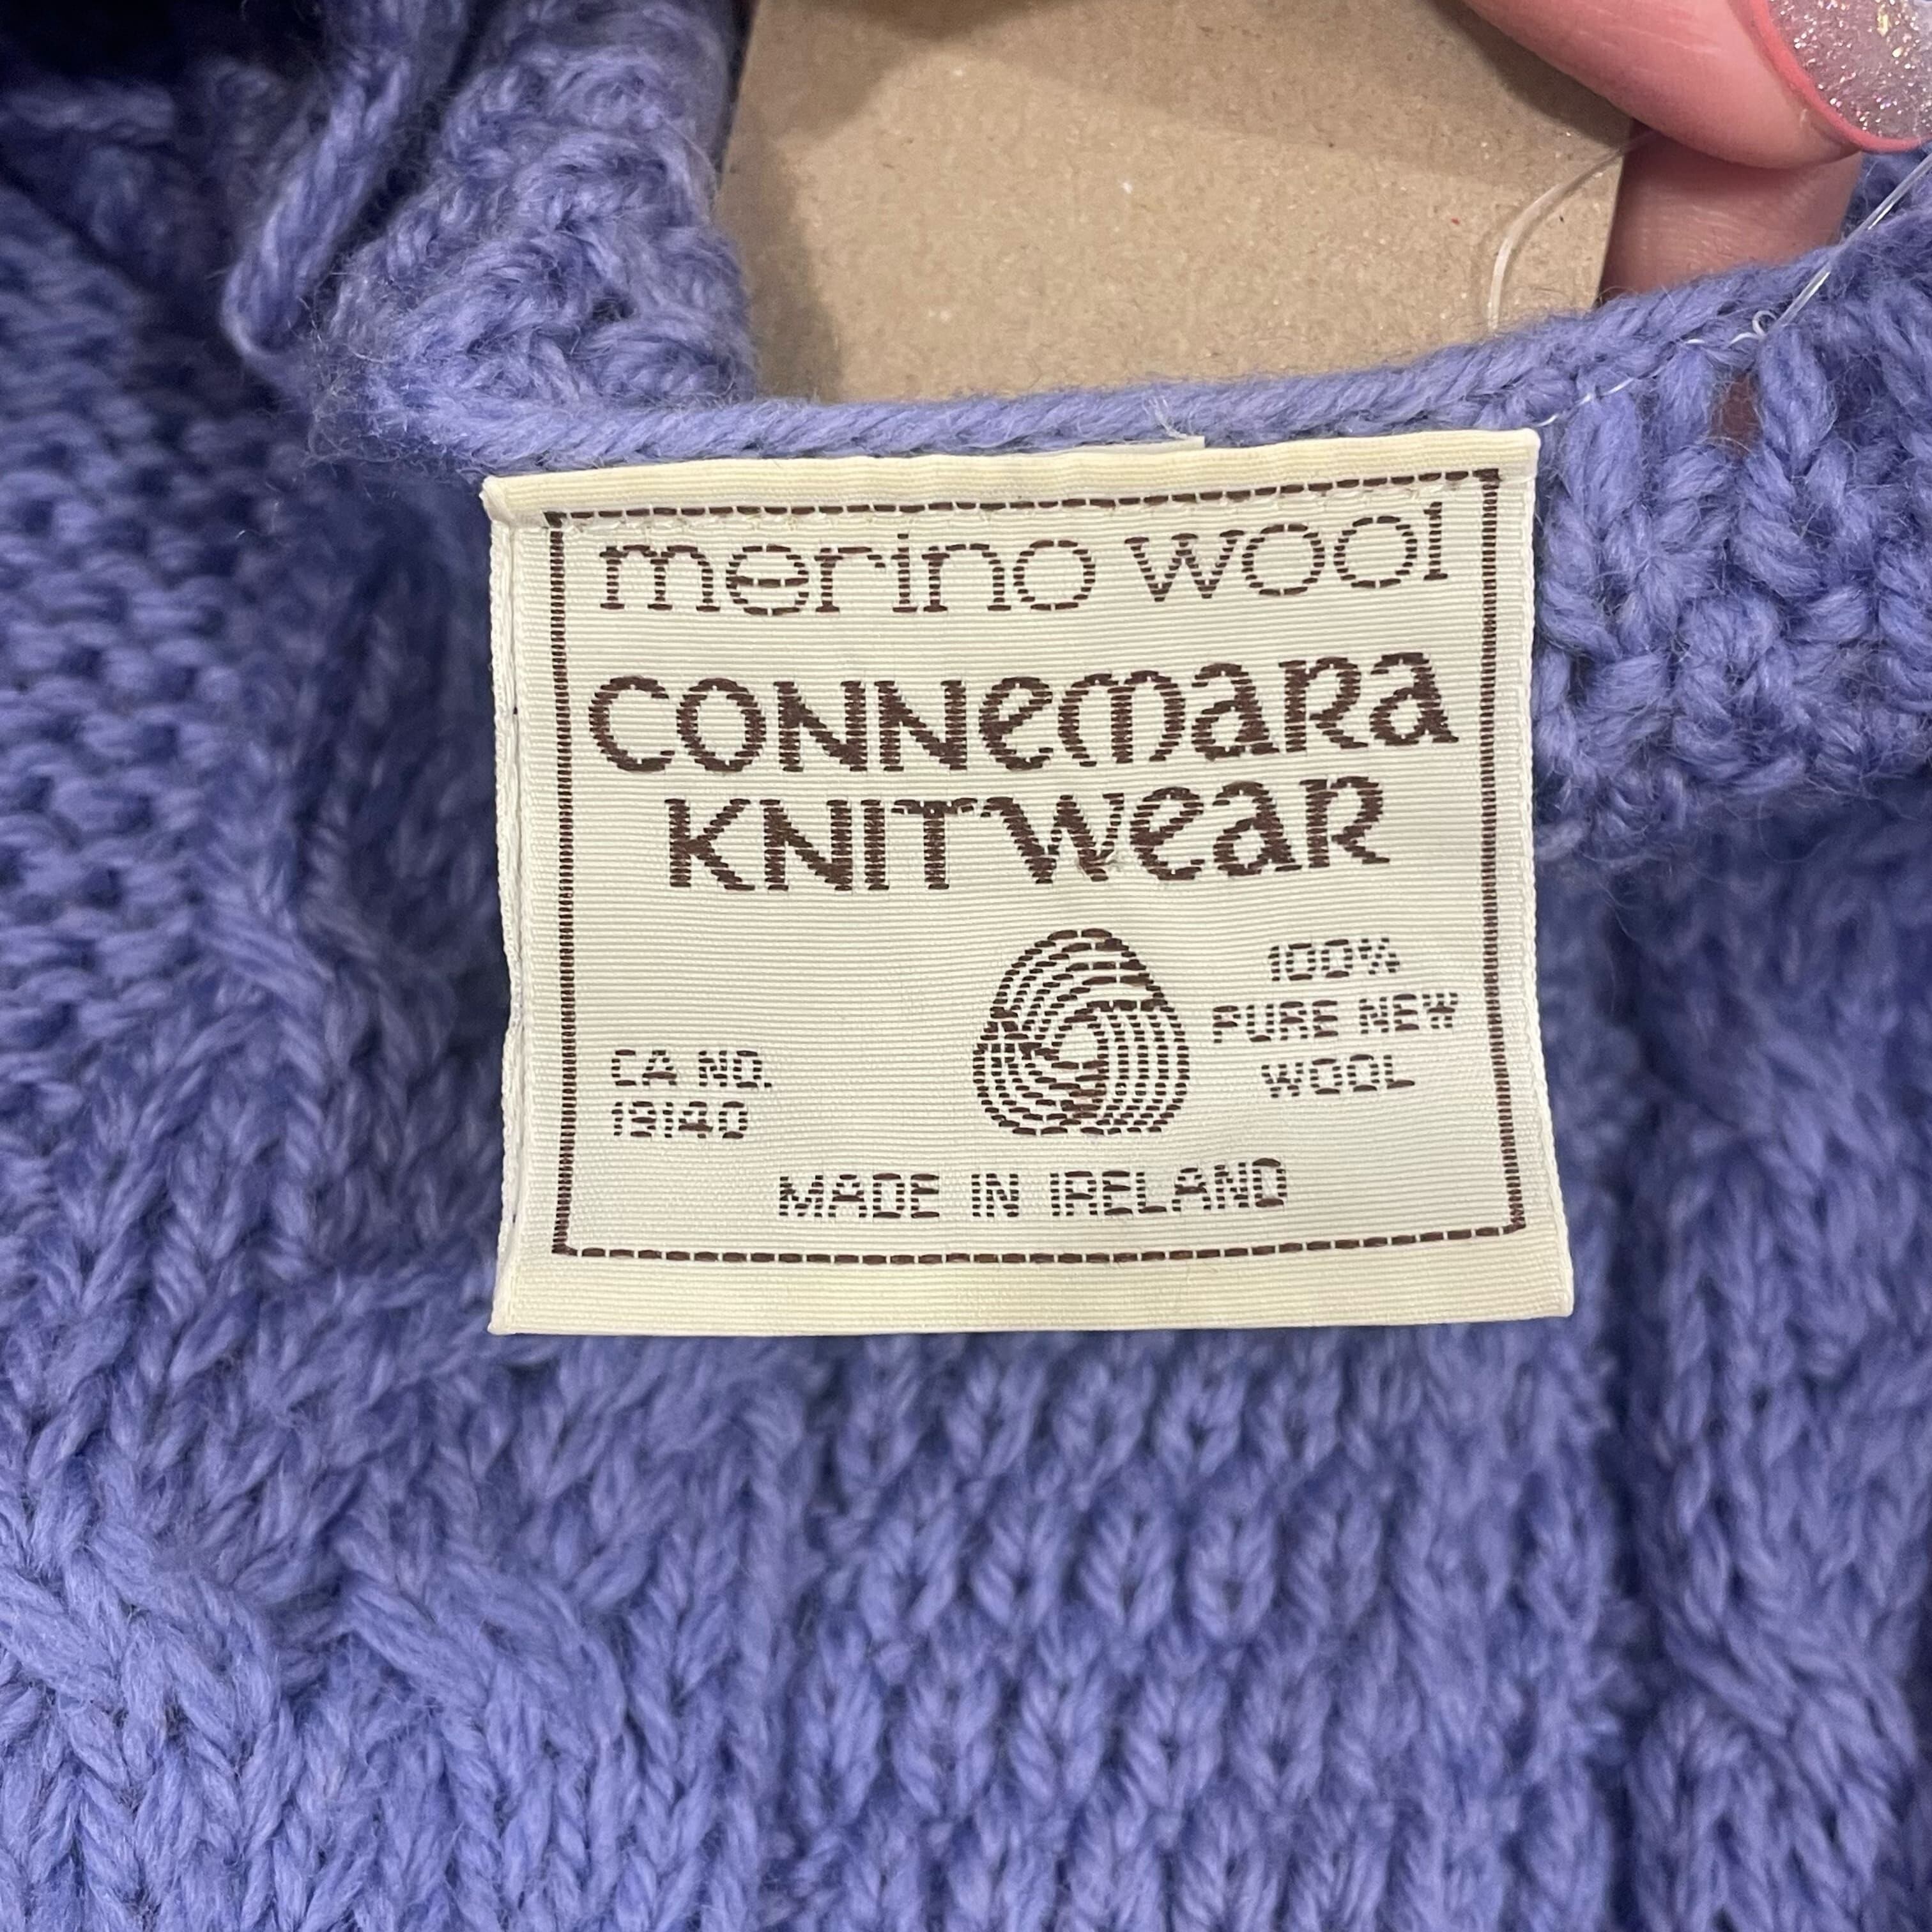 merino wool
CONNEMARA
KNITWEAR
100%
PURE NEW
WOOL
CA NO.
19140
MADE IN IRELAND